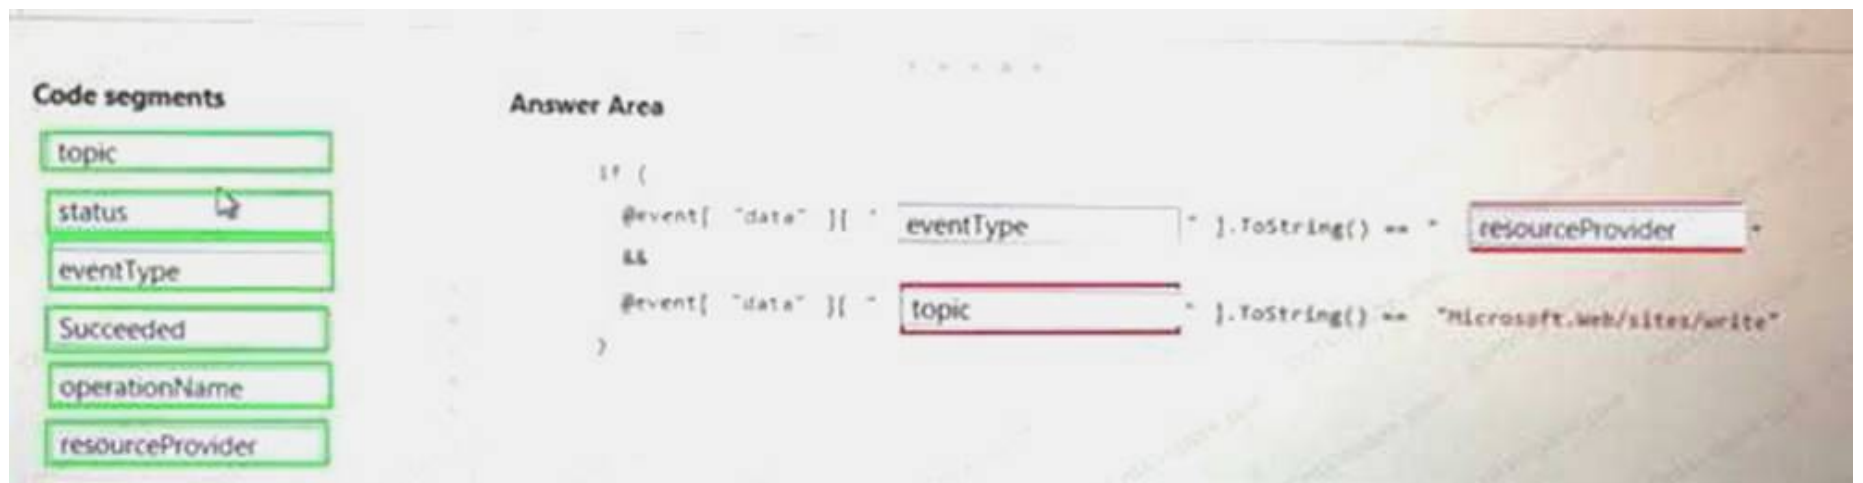 Code segments
topic
status
eventType
Succeeded
operationName
resourceProvider
Answer Area
if (
@event[ "data" ][ " eventType " ].ToString() == " resourceProvider "
&&
@event[ "data" ][ " topic " ].ToString() == "Microsoft.Web/sites/write"
)